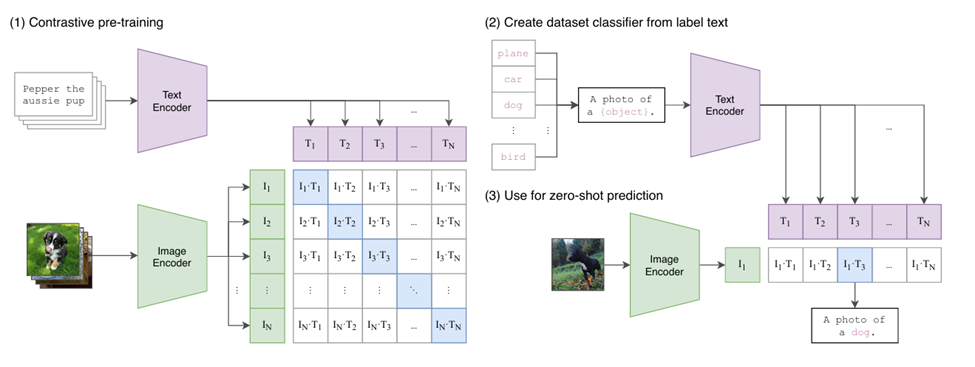 (1) Contrastive pre-training
Pepper the
aussie pup
Text
Encoder
...
T1 T2 T3 ... TN
Image
Encoder
I1 I1·T1 I1·T2 I1·T3 ... I1·TN
I2 I2·T1 I2·T2 I2·T3 ... I2·TN
I3 I3·T1 I3·T2 I3·T3 ... I3·TN
⋮ ⋮ ⋮ ⋮ ⋮ ⋱ ⋮
IN IN·T1 IN·T2 IN·T3 ... IN·TN
(2) Create dataset classifier from label text
plane
car
dog
⋮ ⋮
bird
A photo of
a {object}.
Text
Encoder
...
(3) Use for zero-shot prediction
Image
Encoder
T1 T2 T3 ... TN
I1 I1·T1 I1·T2 I1·T3 ... I1·TN
A photo of
a dog.